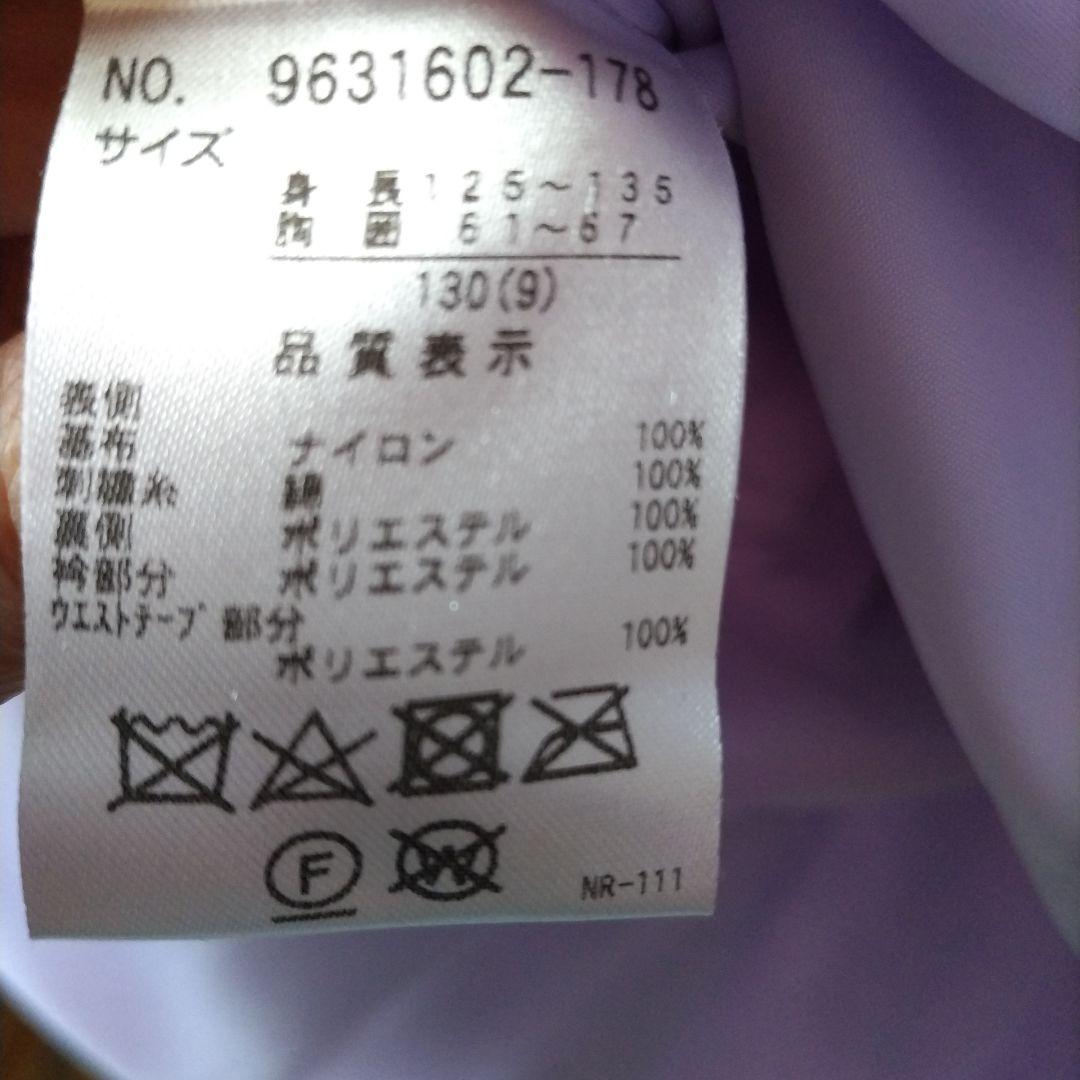 NO. 9631602-178
サイズ
身 長 125～135
胸 囲 61～67
130(9)
品質表示
表側
基布 ナイロン 100%
刺繍糸 綿 100%
裏側 ポリエステル 100%
衿部分 ポリエステル 100%
ウエストテープ 部分
ポリエステル 100%
F W
NR-111